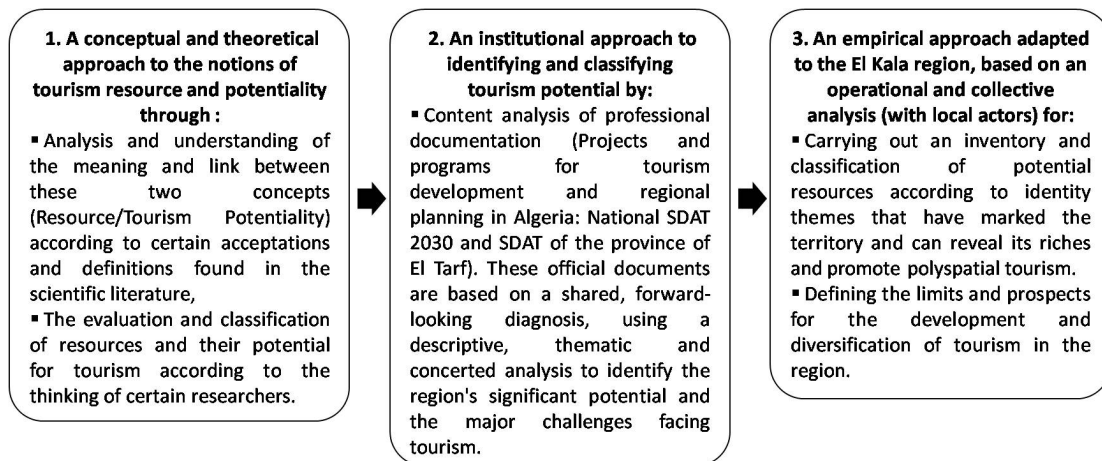 1. A conceptual and theoretical
approach to the notions of
tourism resource and potentiality
through :
▪ Analysis and understanding of
the meaning and link between
these two concepts
(Resource/Tourism Potentiality)
according to certain acceptations
and definitions found in the
scientific literature,
▪ The evaluation and classification
of resources and their potential
for tourism according to the
thinking of certain researchers.
2. An institutional approach to
identifying and classifying
tourism potential by:
▪ Content analysis of professional
documentation (Projects and
programs for tourism
development and regional
planning in Algeria: National SDAT
2030 and SDAT of the province of
El Tarf). These official documents
are based on a shared, forward-
looking diagnosis, using a
descriptive, thematic and
concerted analysis to identify the
region's significant potential and
the major challenges facing
tourism.
3. An empirical approach adapted
to the El Kala region, based on an
operational and collective
analysis (with local actors) for:
▪ Carrying out an inventory and
classification of potential
resources according to identity
themes that have marked the
territory and can reveal its riches
and promote polyspatial tourism.
▪ Defining the limits and prospects
for the development and
diversification of tourism in the
region.